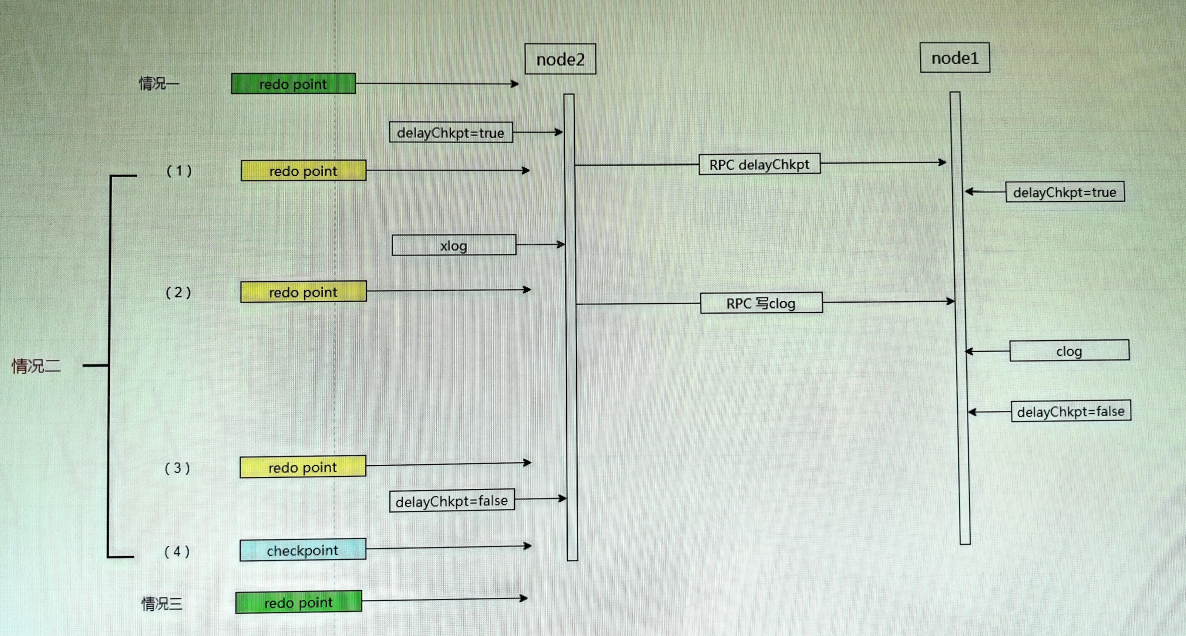 node2
node1
情况一
redo point
delayChkpt=true
(1)
redo point
RPC delayChkpt
delayChkpt=true
xlog
(2)
redo point
RPC 写clog
clog
情况二
delayChkpt=false
(3)
redo point
delayChkpt=false
(4)
checkpoint
情况三
redo point